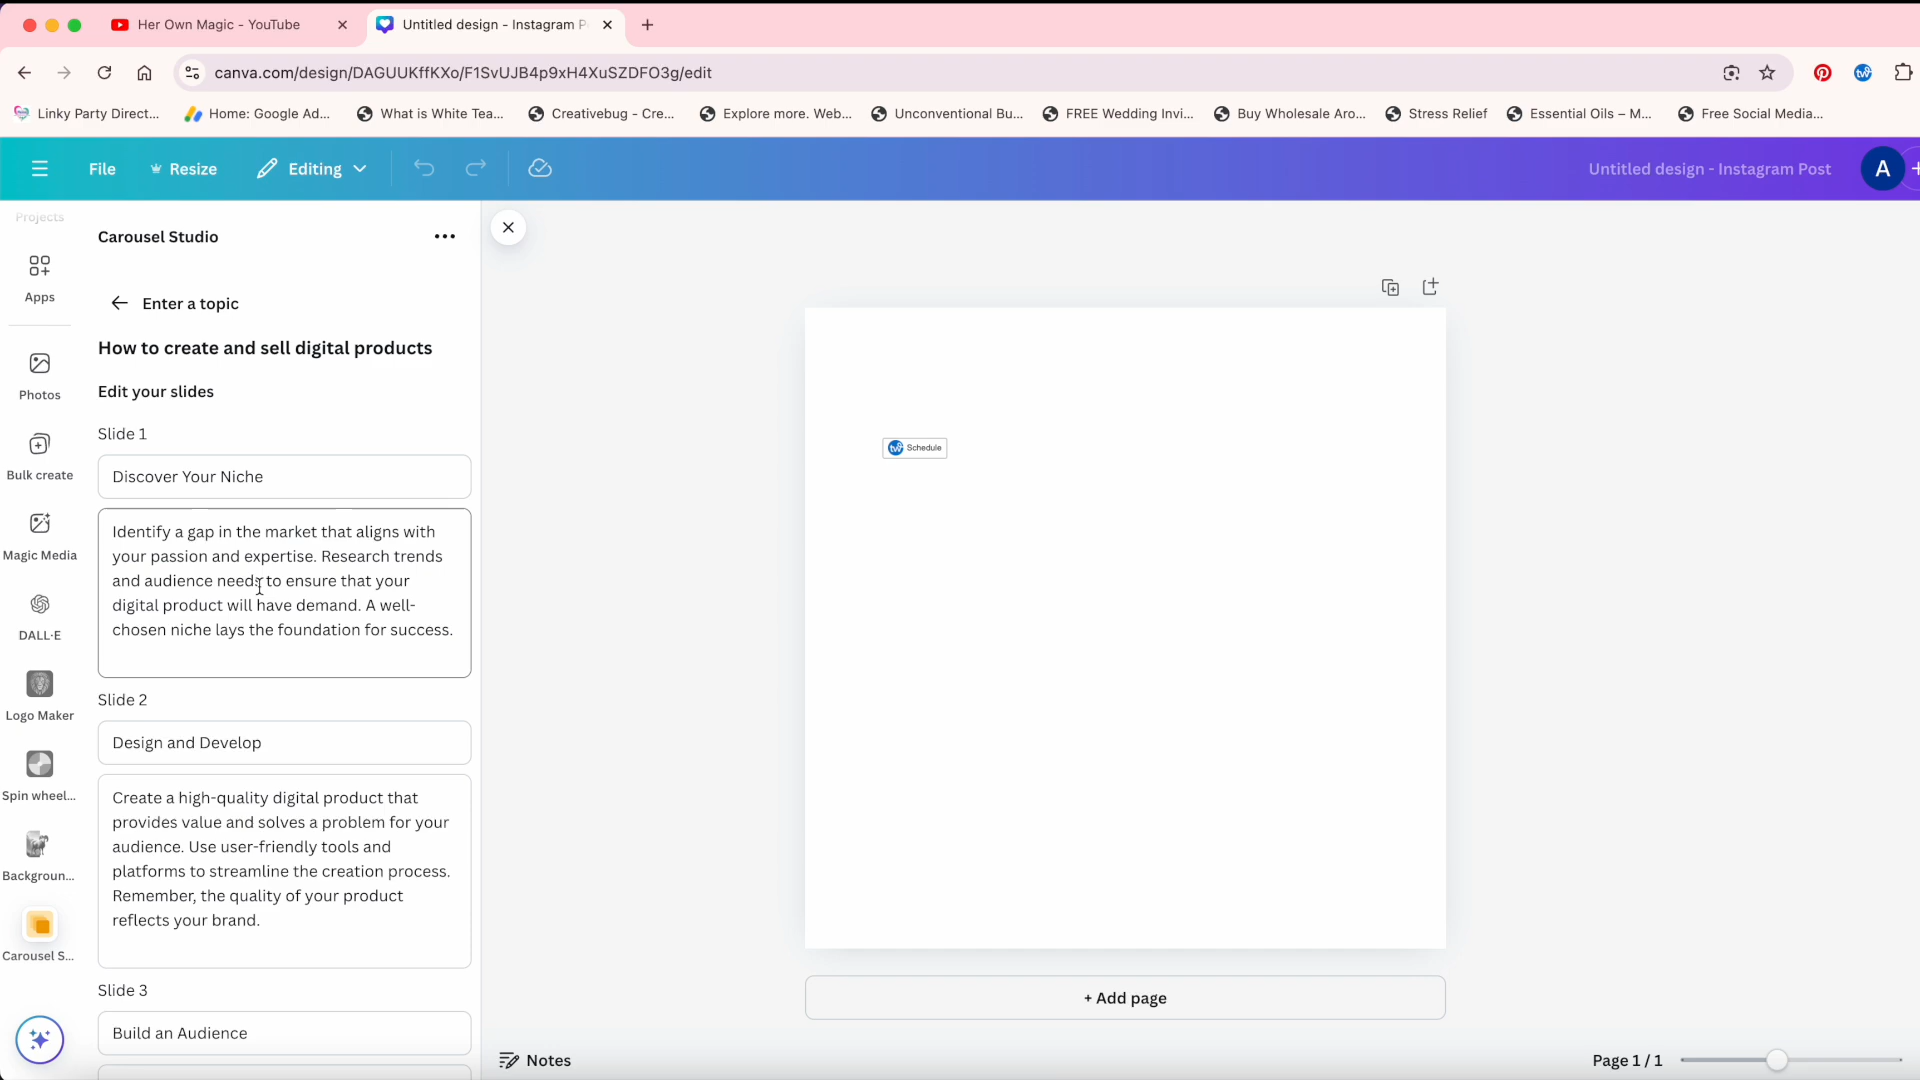 Her Own Magic - YouTube
Untitled design - Instagram P
canva.com/design/DAGUUKffKXo/F1SvUJB4p9xH4XuSZDFO3g/edit
Linky Party Direct...
Home: Google Ad...
What is White Tea...
Creativebug - Cre...
Explore more. Web...
Unconventional Bu...
FREE Wedding Invi...
Buy Wholesale Aro...
Stress Relief
Essential Oils – M...
Free Social Media...
File
Resize
Editing
Untitled design - Instagram Post
A
Projects
Apps
Photos
Bulk create
Magic Media
DALL·E
Logo Maker
Spin wheel...
Backgroun...
Carousel S...
Carousel Studio
Enter a topic
How to create and sell digital products
Edit your slides
Slide 1
Discover Your Niche
Identify a gap in the market that aligns with
your passion and expertise. Research trends
and audience needs to ensure that your
digital product will have demand. A well-
chosen niche lays the foundation for success.
Slide 2
Design and Develop
Create a high-quality digital product that
provides value and solves a problem for your
audience. Use user-friendly tools and
platforms to streamline the creation process.
Remember, the quality of your product
reflects your brand.
Slide 3
Build an Audience
tw
Schedule
+ Add page
Notes
Page 1 / 1